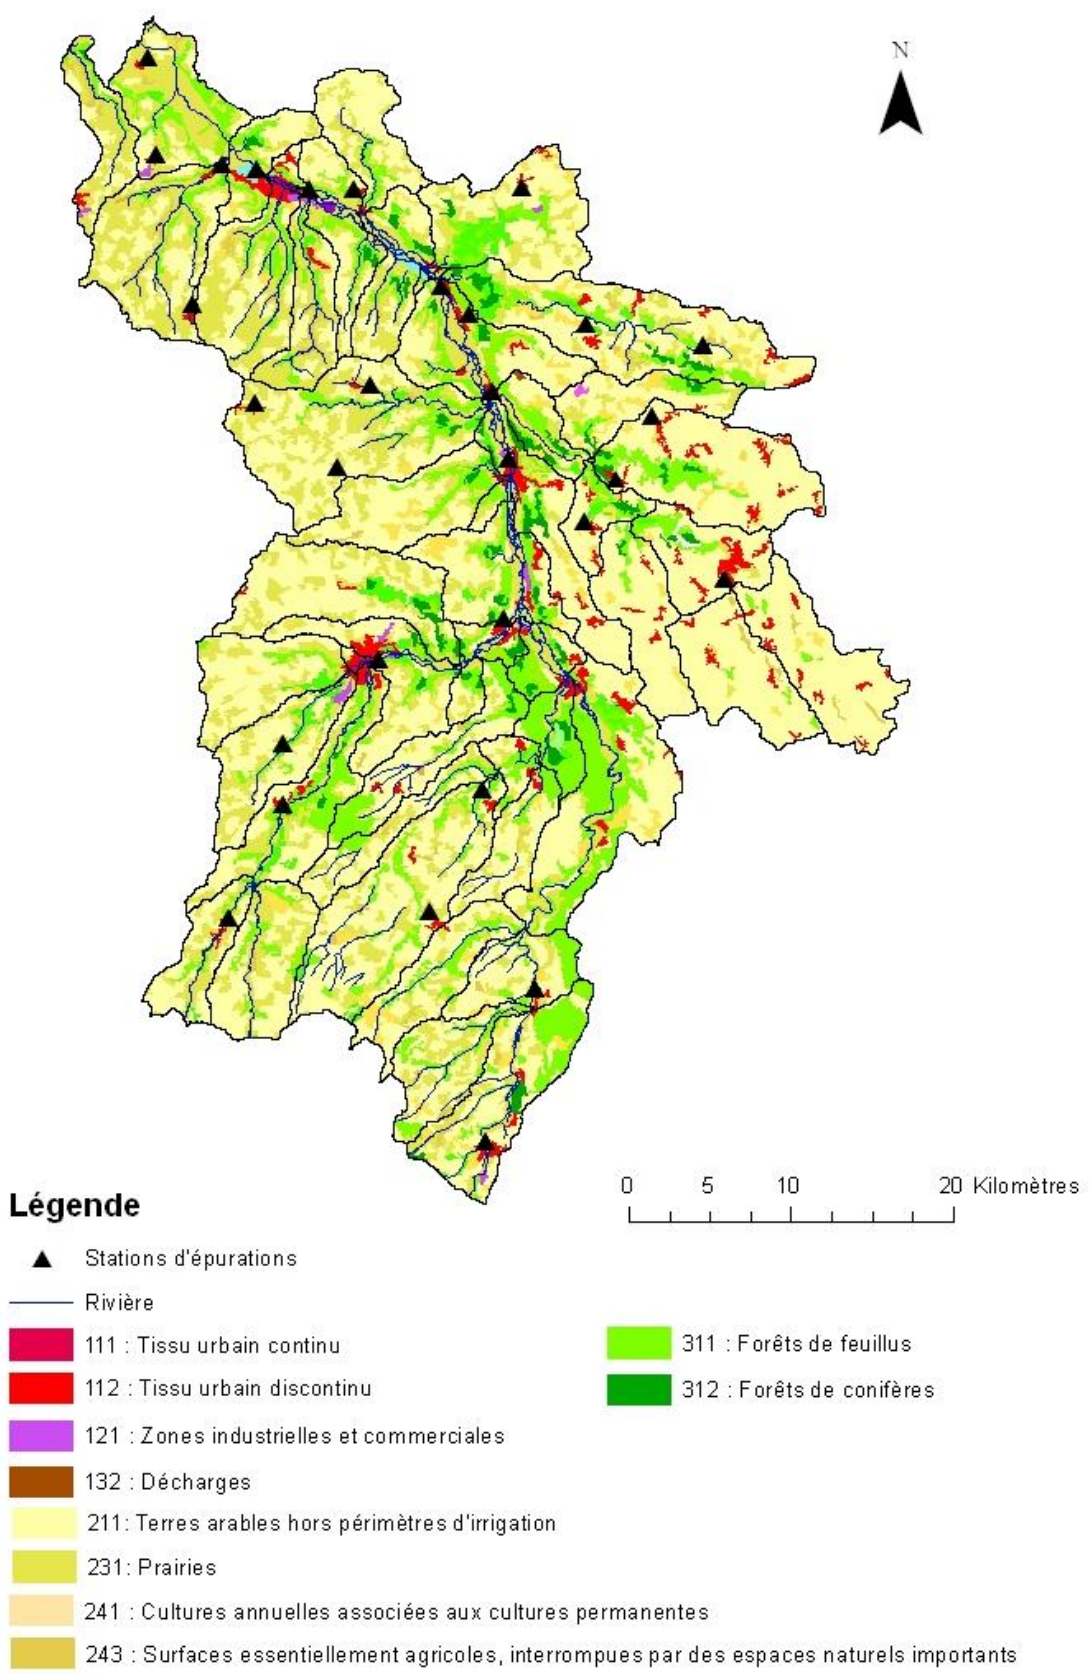 N
0 5 10 20 Kilomètres
Légende
Stations d'épurations
Rivière
111 : Tissu urbain continu
112 : Tissu urbain discontinu
121 : Zones industrielles et commerciales
132 : Décharges
211: Terres arables hors périmètres d'irrigation
231: Prairies
241 : Cultures annuelles associées aux cultures permanentes
243 : Surfaces essentiellement agricoles, interrompues par des espaces naturels importants
311 : Forêts de feuillus
312 : Forêts de conifères